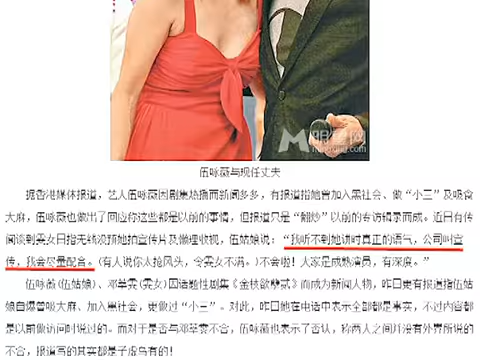 明星网
伍咏薇与现任丈夫
据香港媒体报道，艺人伍咏薇因剧集热播而新闻多多，有报道指她曾加入黑社会、做“小三”及吸食
大麻，伍咏薇也做出了回应称这些都是以前的事情，但报道只是“翻炒”以前的专访辑录而成。近日有传
闻谈到雯女日指无线没预她拍宣传片及懒理收视，伍姑娘说：“我听不到她讲时真正的语气，公司叫宣
传，我会尽量配合。（有人说你太抢风头，令雯女不满。）不会啦！大家是成熟演员，有深度。”
伍咏薇(伍姑娘)、邓萃雯(雯女)因话题性剧集《金枝欲孽贰》而成为新闻人物，昨日更有报道指伍姑
娘自爆曾吸大麻、加入黑社会，更做过“小三”。对此，昨日他在电话中表示全部都是事实，不过内容都
是以前做访问时说过的。而对于是否与邓萃雯不合，伍咏薇也表示了否认，称两人之间并没有外界所说的
不合，报道写的其实都是子虚乌有的！